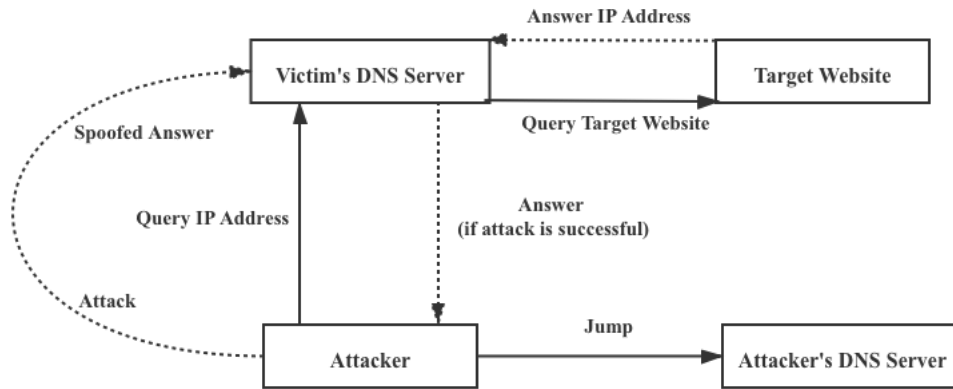 Answer IP Address
Victim's DNS Server
Target Website
Query Target Website
Spoofed Answer
Query IP Address
Answer
(if attack is successful)
Attack
Jump
Attacker
Attacker's DNS Server